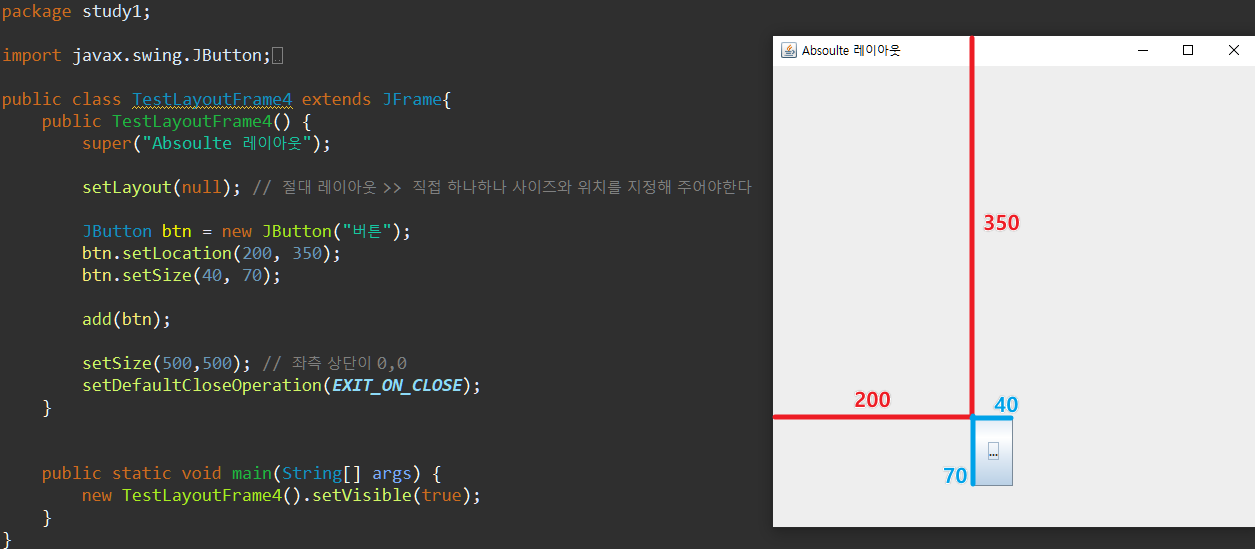 package study1;
import javax.swing.JButton;
public class TestLayoutFrame4 extends JFrame{
public TestLayoutFrame4() {
super("Absoulte 레이아웃");
setLayout(null); // 절대 레이아웃 >> 직접 하나하나 사이즈와 위치를 지정해 주어야한다
JButton btn = new JButton("버튼");
btn.setLocation(200, 350);
btn.setSize(40, 70);
add(btn);
setSize(500,500); // 좌측 상단이 0,0
setDefaultCloseOperation(EXIT_ON_CLOSE);
}
public static void main(String[] args) {
new TestLayoutFrame4().setVisible(true);
}
}
Absoulte 레이아웃
350
200
40
...
70